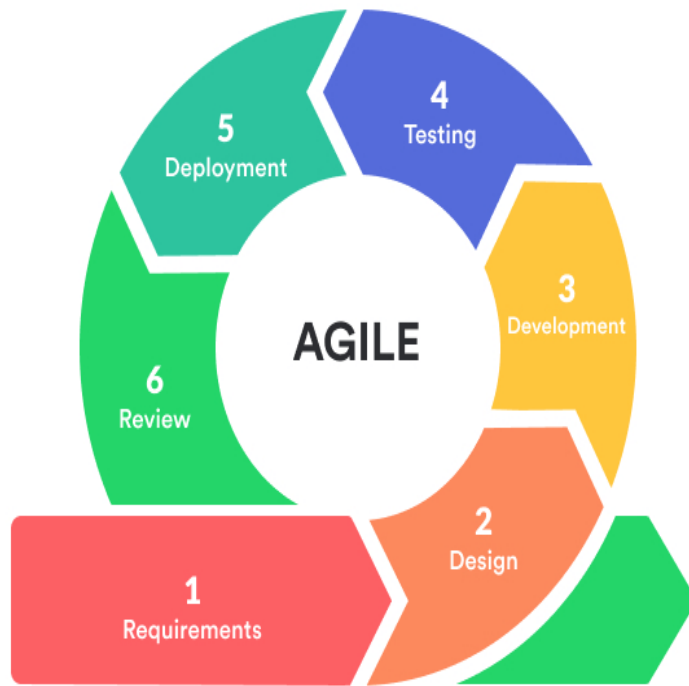 AGILE
1
Requirements
2
Design
3
Development
4
Testing
5
Deployment
6
Review